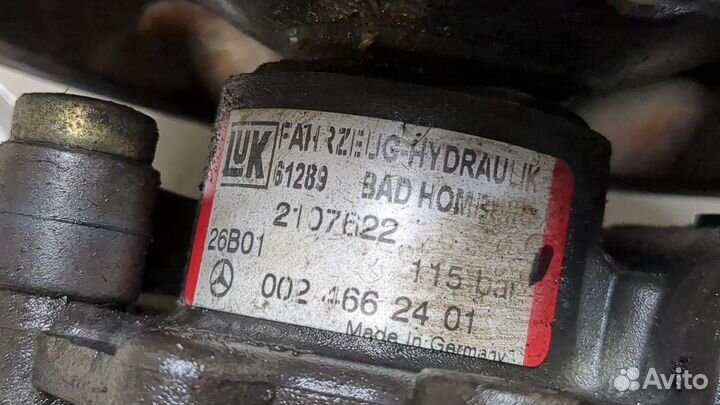 LUK FAHRZEUG-HYDRAULIK
61289 BAD HOMBURG
2107622
26B01 115 bar
002 466 24 01
Made in Germany
Avito